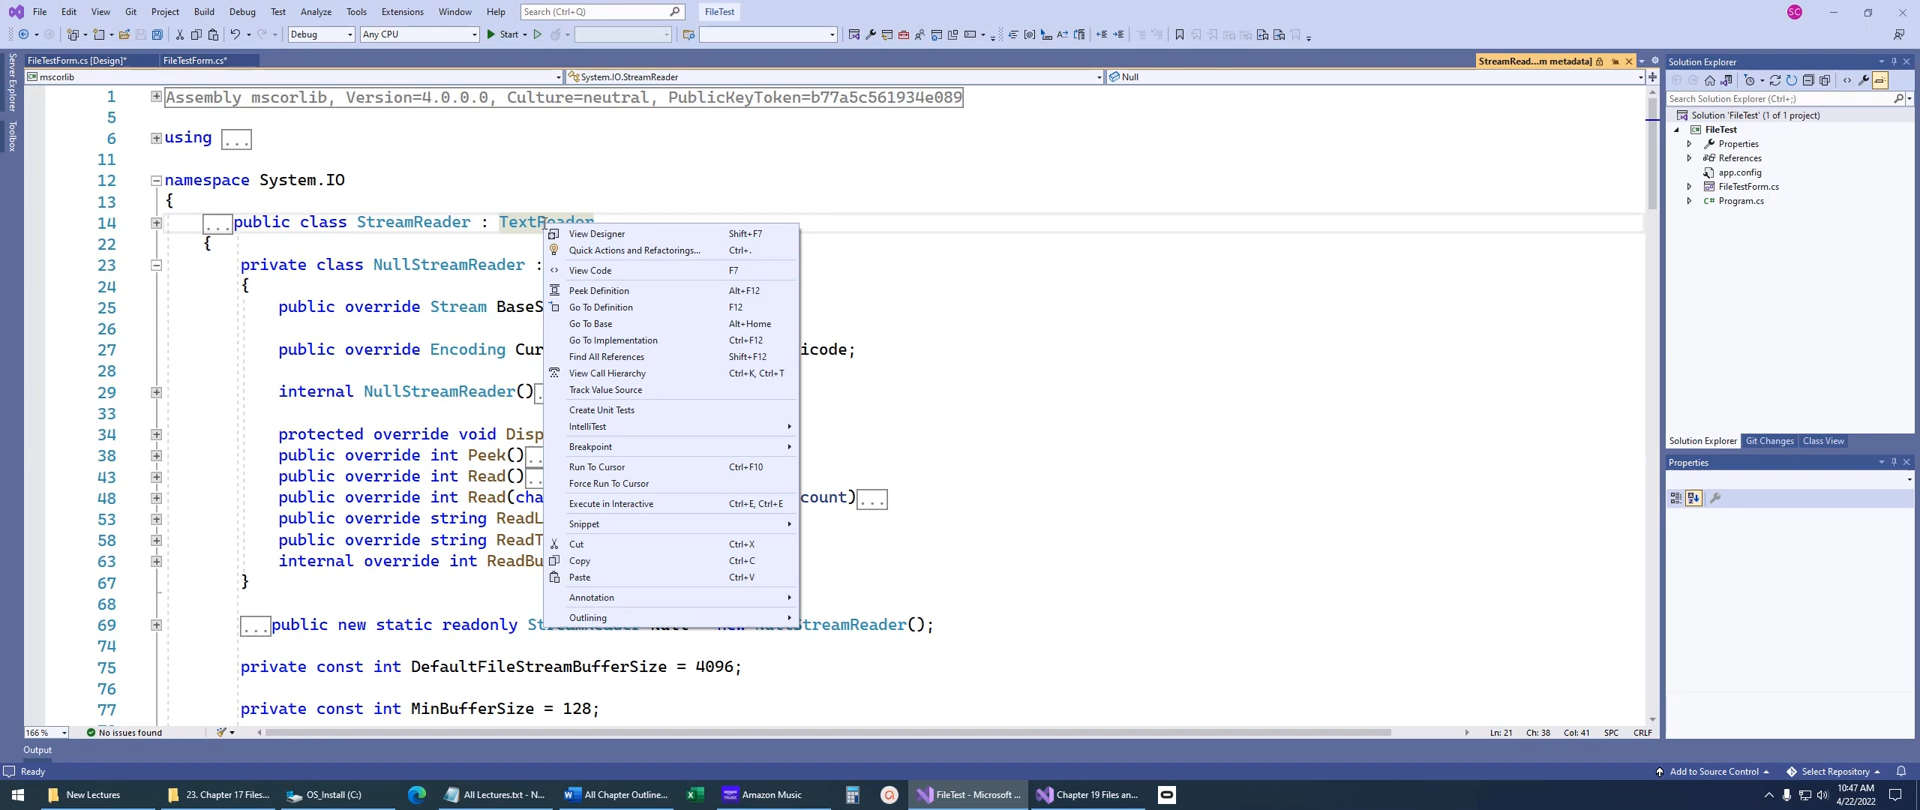 File Edit View Git Project Build Debug Test Analyze Tools Extensions Window Help Search (Ctrl+Q) FileTest SC
Debug Any CPU Start
FileTestForm.cs [Design]* FileTestForm.cs* StreamRead...m metadata]
mscorlib System.IO.StreamReader Null
Server Explorer
Toolbox
1 Assembly mscorlib, Version=4.0.0.0, Culture=neutral, PublicKeyToken=b77a5c561934e089
5
6 using ...
11
12 namespace System.IO
13 {
14 ...public class StreamReader : TextReader
22 {
23 private class NullStreamReader :
24 {
25 public override Stream BaseS
26
27 public override Encoding Cur icode;
28
29 internal NullStreamReader()
33
34 protected override void Disp
38 public override int Peek()
43 public override int Read()
48 public override int Read(cha count)...
53 public override string ReadL
58 public override string ReadT
63 internal override int ReadBu
67 }
68
69 ...public new static readonly StreamReader Null = new NullStreamReader();
74
75 private const int DefaultFileStreamBufferSize = 4096;
76
77 private const int MinBufferSize = 128;
View Designer Shift+F7
Quick Actions and Refactorings... Ctrl+.
View Code F7
Peek Definition Alt+F12
Go To Definition F12
Go To Base Alt+Home
Go To Implementation Ctrl+F12
Find All References Shift+F12
View Call Hierarchy Ctrl+K, Ctrl+T
Track Value Source
Create Unit Tests
IntelliTest
Breakpoint
Run To Cursor Ctrl+F10
Force Run To Cursor
Execute in Interactive Ctrl+E, Ctrl+E
Snippet
Cut Ctrl+X
Copy Ctrl+C
Paste Ctrl+V
Annotation
Outlining
Solution Explorer
Search Solution Explorer (Ctrl+;)
Solution 'FileTest' (1 of 1 project)
FileTest
Properties
References
app.config
FileTestForm.cs
Program.cs
Solution Explorer Git Changes Class View
Properties
166 % No issues found Ln: 21 Ch: 38 Col: 41 SPC CRLF
Output
Ready Add to Source Control Select Repository
New Lectures 23. Chapter 17 Files... OS_Install (C:) All Lectures.txt - N... All Chapter Outline... Amazon Music FileTest - Microsoft ... Chapter 19 Files an... 10:47 AM
4/22/2022